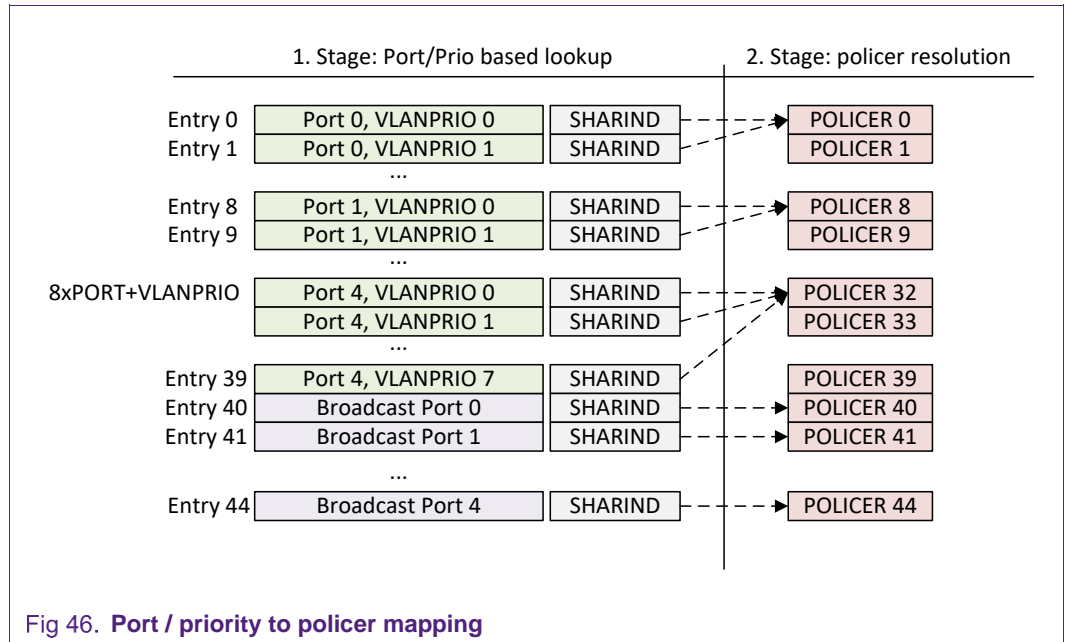 1. Stage: Port/Prio based lookup 2. Stage: policer resolution
Entry 0 Port 0, VLANPRIO 0 SHARIND POLICER 0
Entry 1 Port 0, VLANPRIO 1 SHARIND POLICER 1
...
Entry 8 Port 1, VLANPRIO 0 SHARIND POLICER 8
Entry 9 Port 1, VLANPRIO 1 SHARIND POLICER 9
...
8xPORT+VLANPRIO Port 4, VLANPRIO 0 SHARIND POLICER 32
Port 4, VLANPRIO 1 SHARIND POLICER 33
...
Entry 39 Port 4, VLANPRIO 7 SHARIND POLICER 39
Entry 40 Broadcast Port 0 SHARIND POLICER 40
Entry 41 Broadcast Port 1 SHARIND POLICER 41
...
Entry 44 Broadcast Port 4 SHARIND POLICER 44
Fig 46. Port / priority to policer mapping